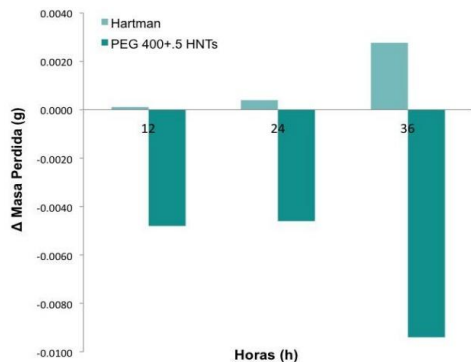 Hartman
PEG 400+.5 HNTs
0.0040
0.0020
0.0000
-0.0020
-0.0040
-0.0060
-0.0080
-0.0100
12
24
36
Δ Masa Perdida (g)
Horas (h)